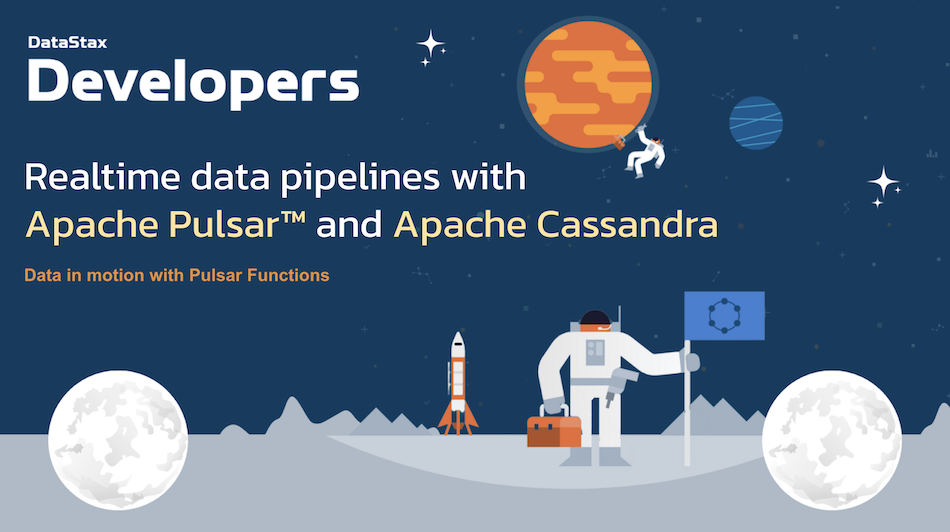 DataStax
Developers
Realtime data pipelines with
Apache Pulsar™ and Apache Cassandra
Data in motion with Pulsar Functions